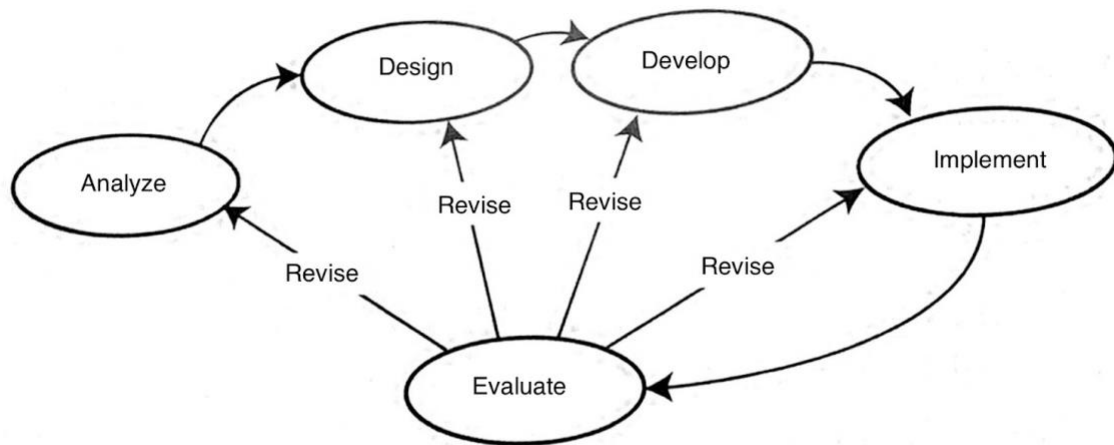 Design
Develop
Analyze
Implement
Revise
Revise
Revise
Revise
Evaluate